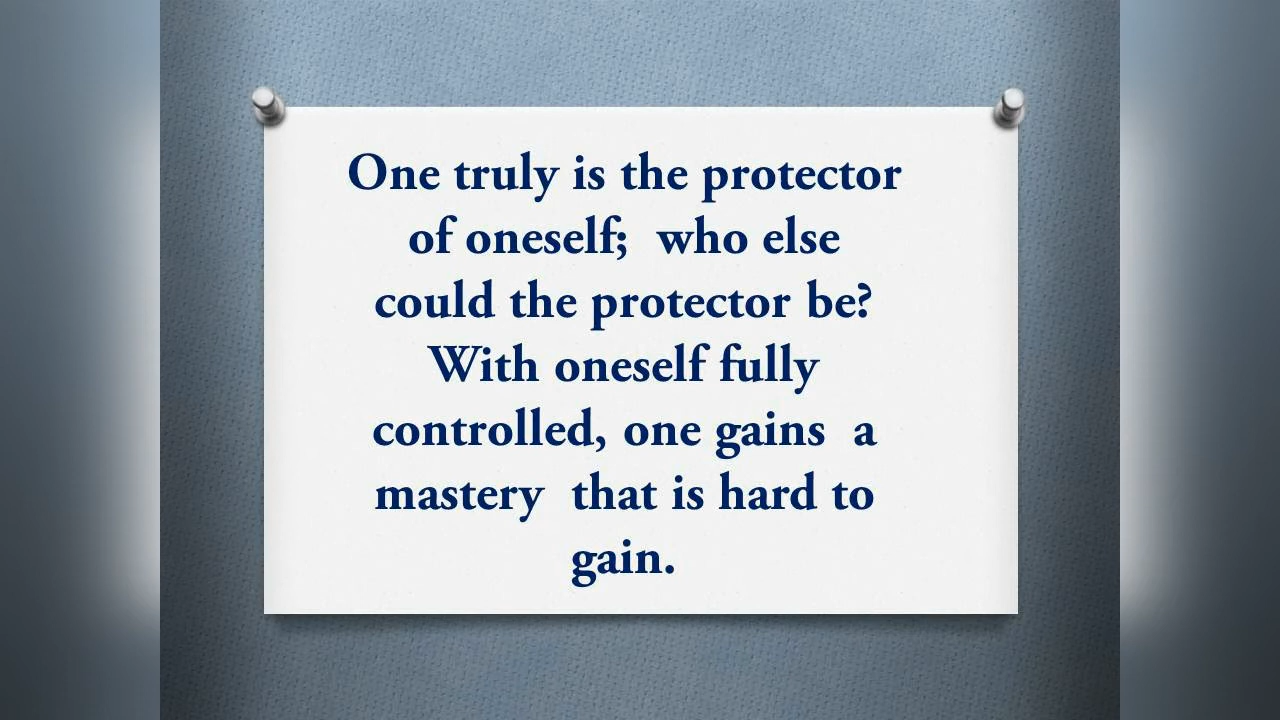 One truly is the protector
of oneself;  who else
could the protector be?
With oneself fully
controlled, one gains  a
mastery  that is hard to
gain.